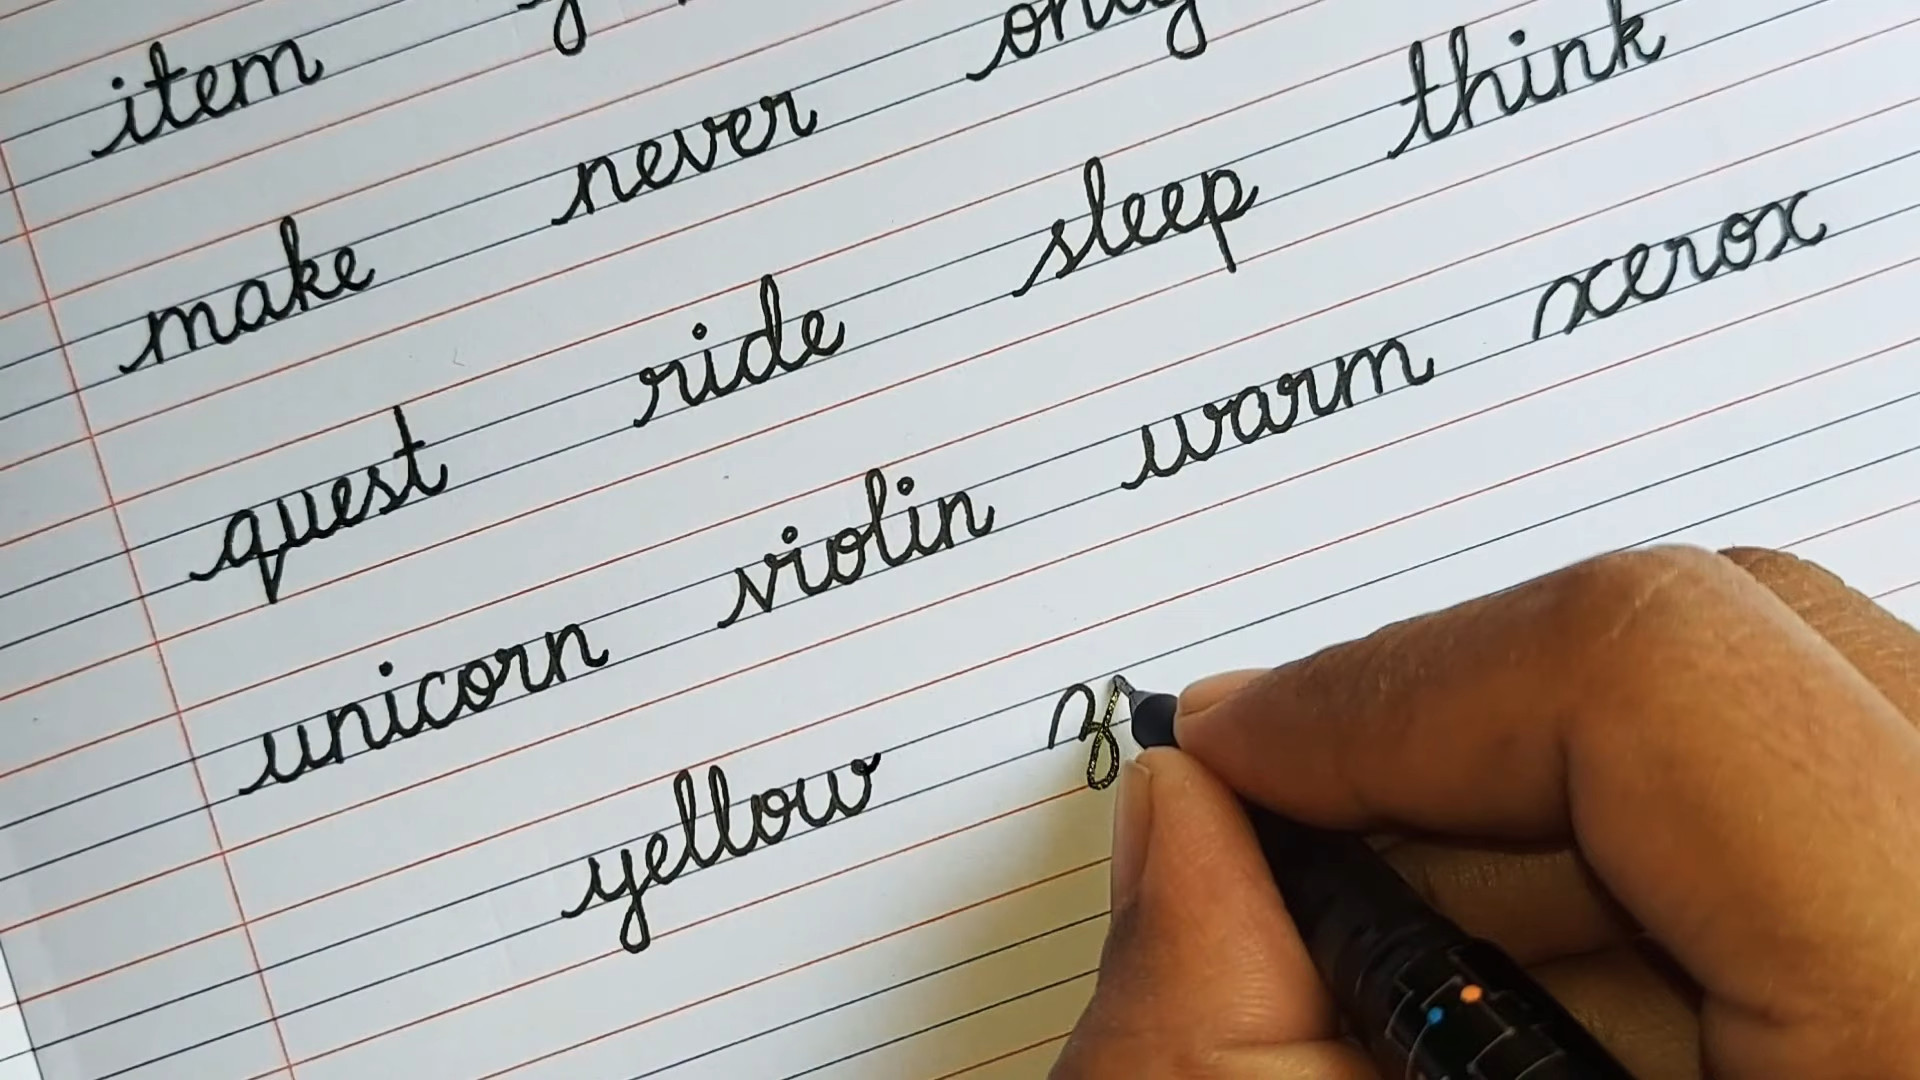 item
make never only
quest ride sleep think
unicorn violin warm xerox
yellow z